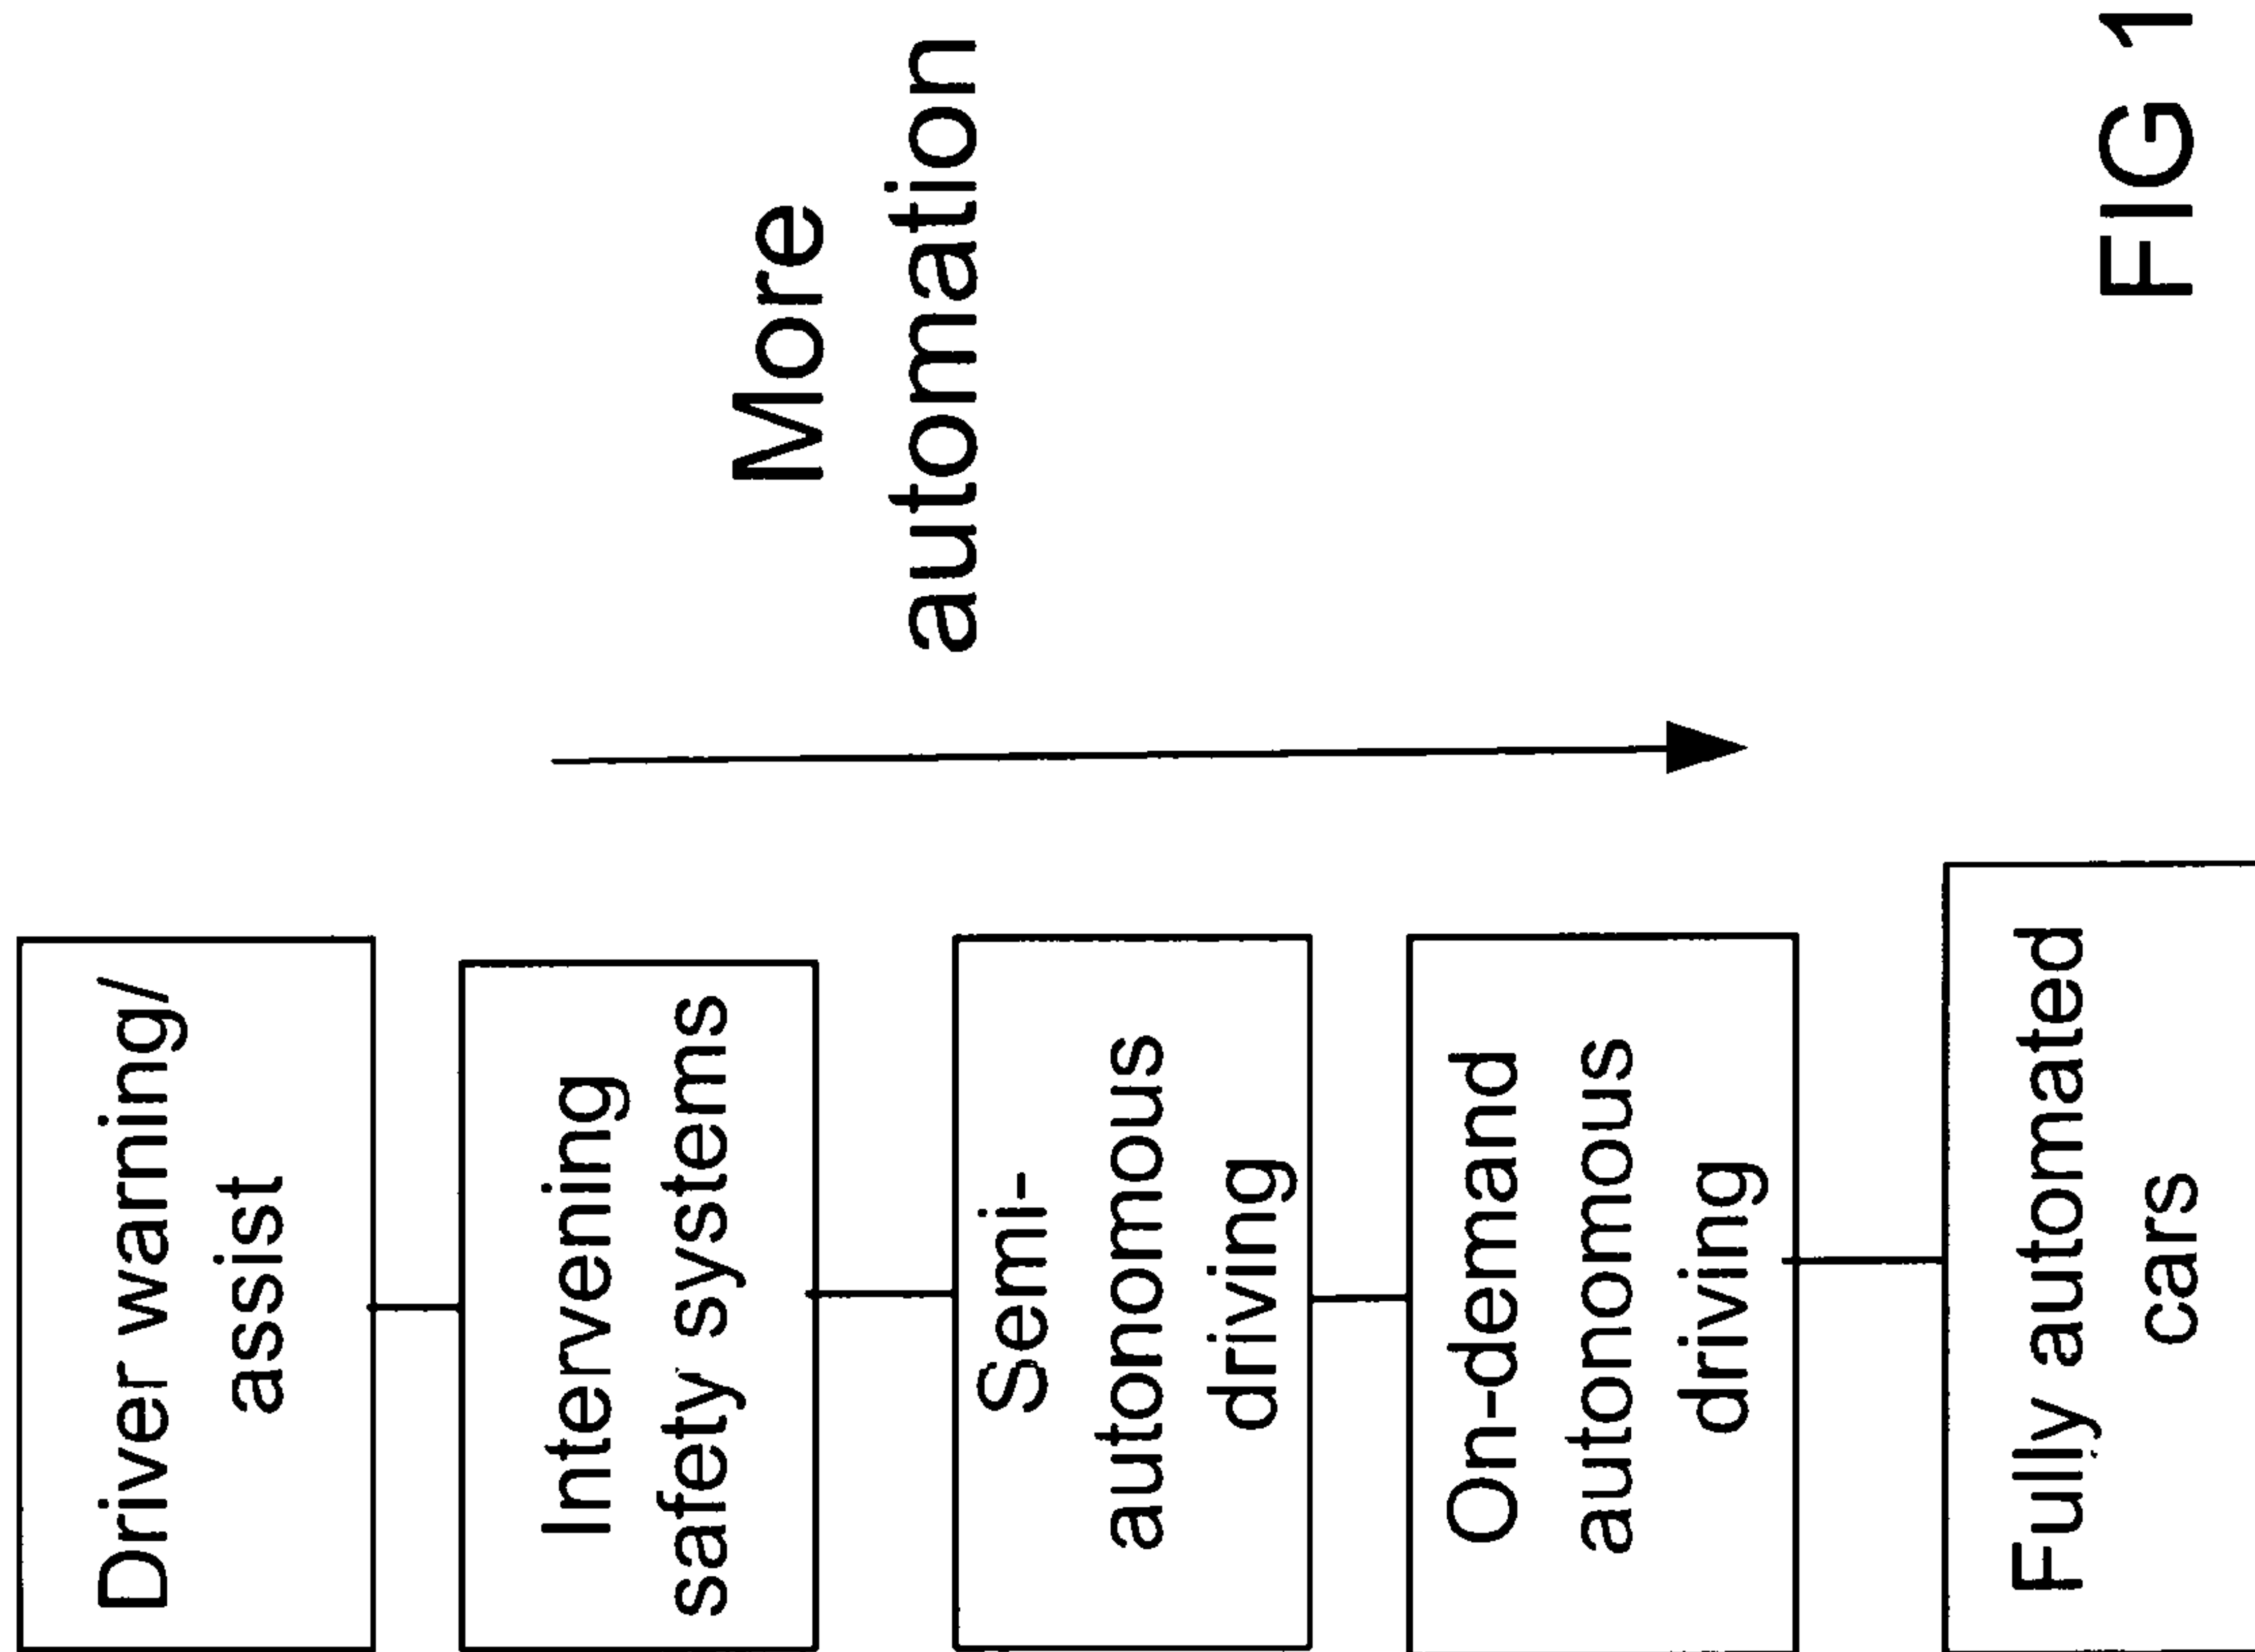 Driver warning/
assist
Intervening
safety systems
Semi-
autonomous
driving
On-demand
autonomous
driving
Fully automated
cars
More
automation
FIG 1